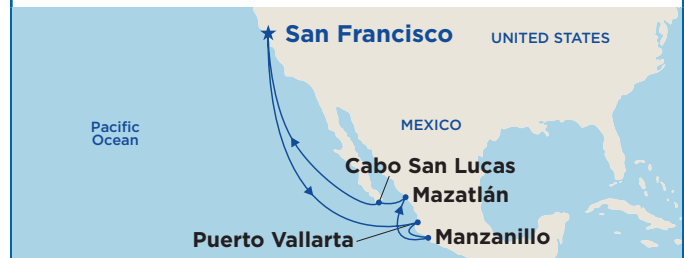 San Francisco
UNITED STATES
Pacific
Ocean
MEXICO
Cabo San Lucas
Mazatlán
Puerto Vallarta
Manzanillo